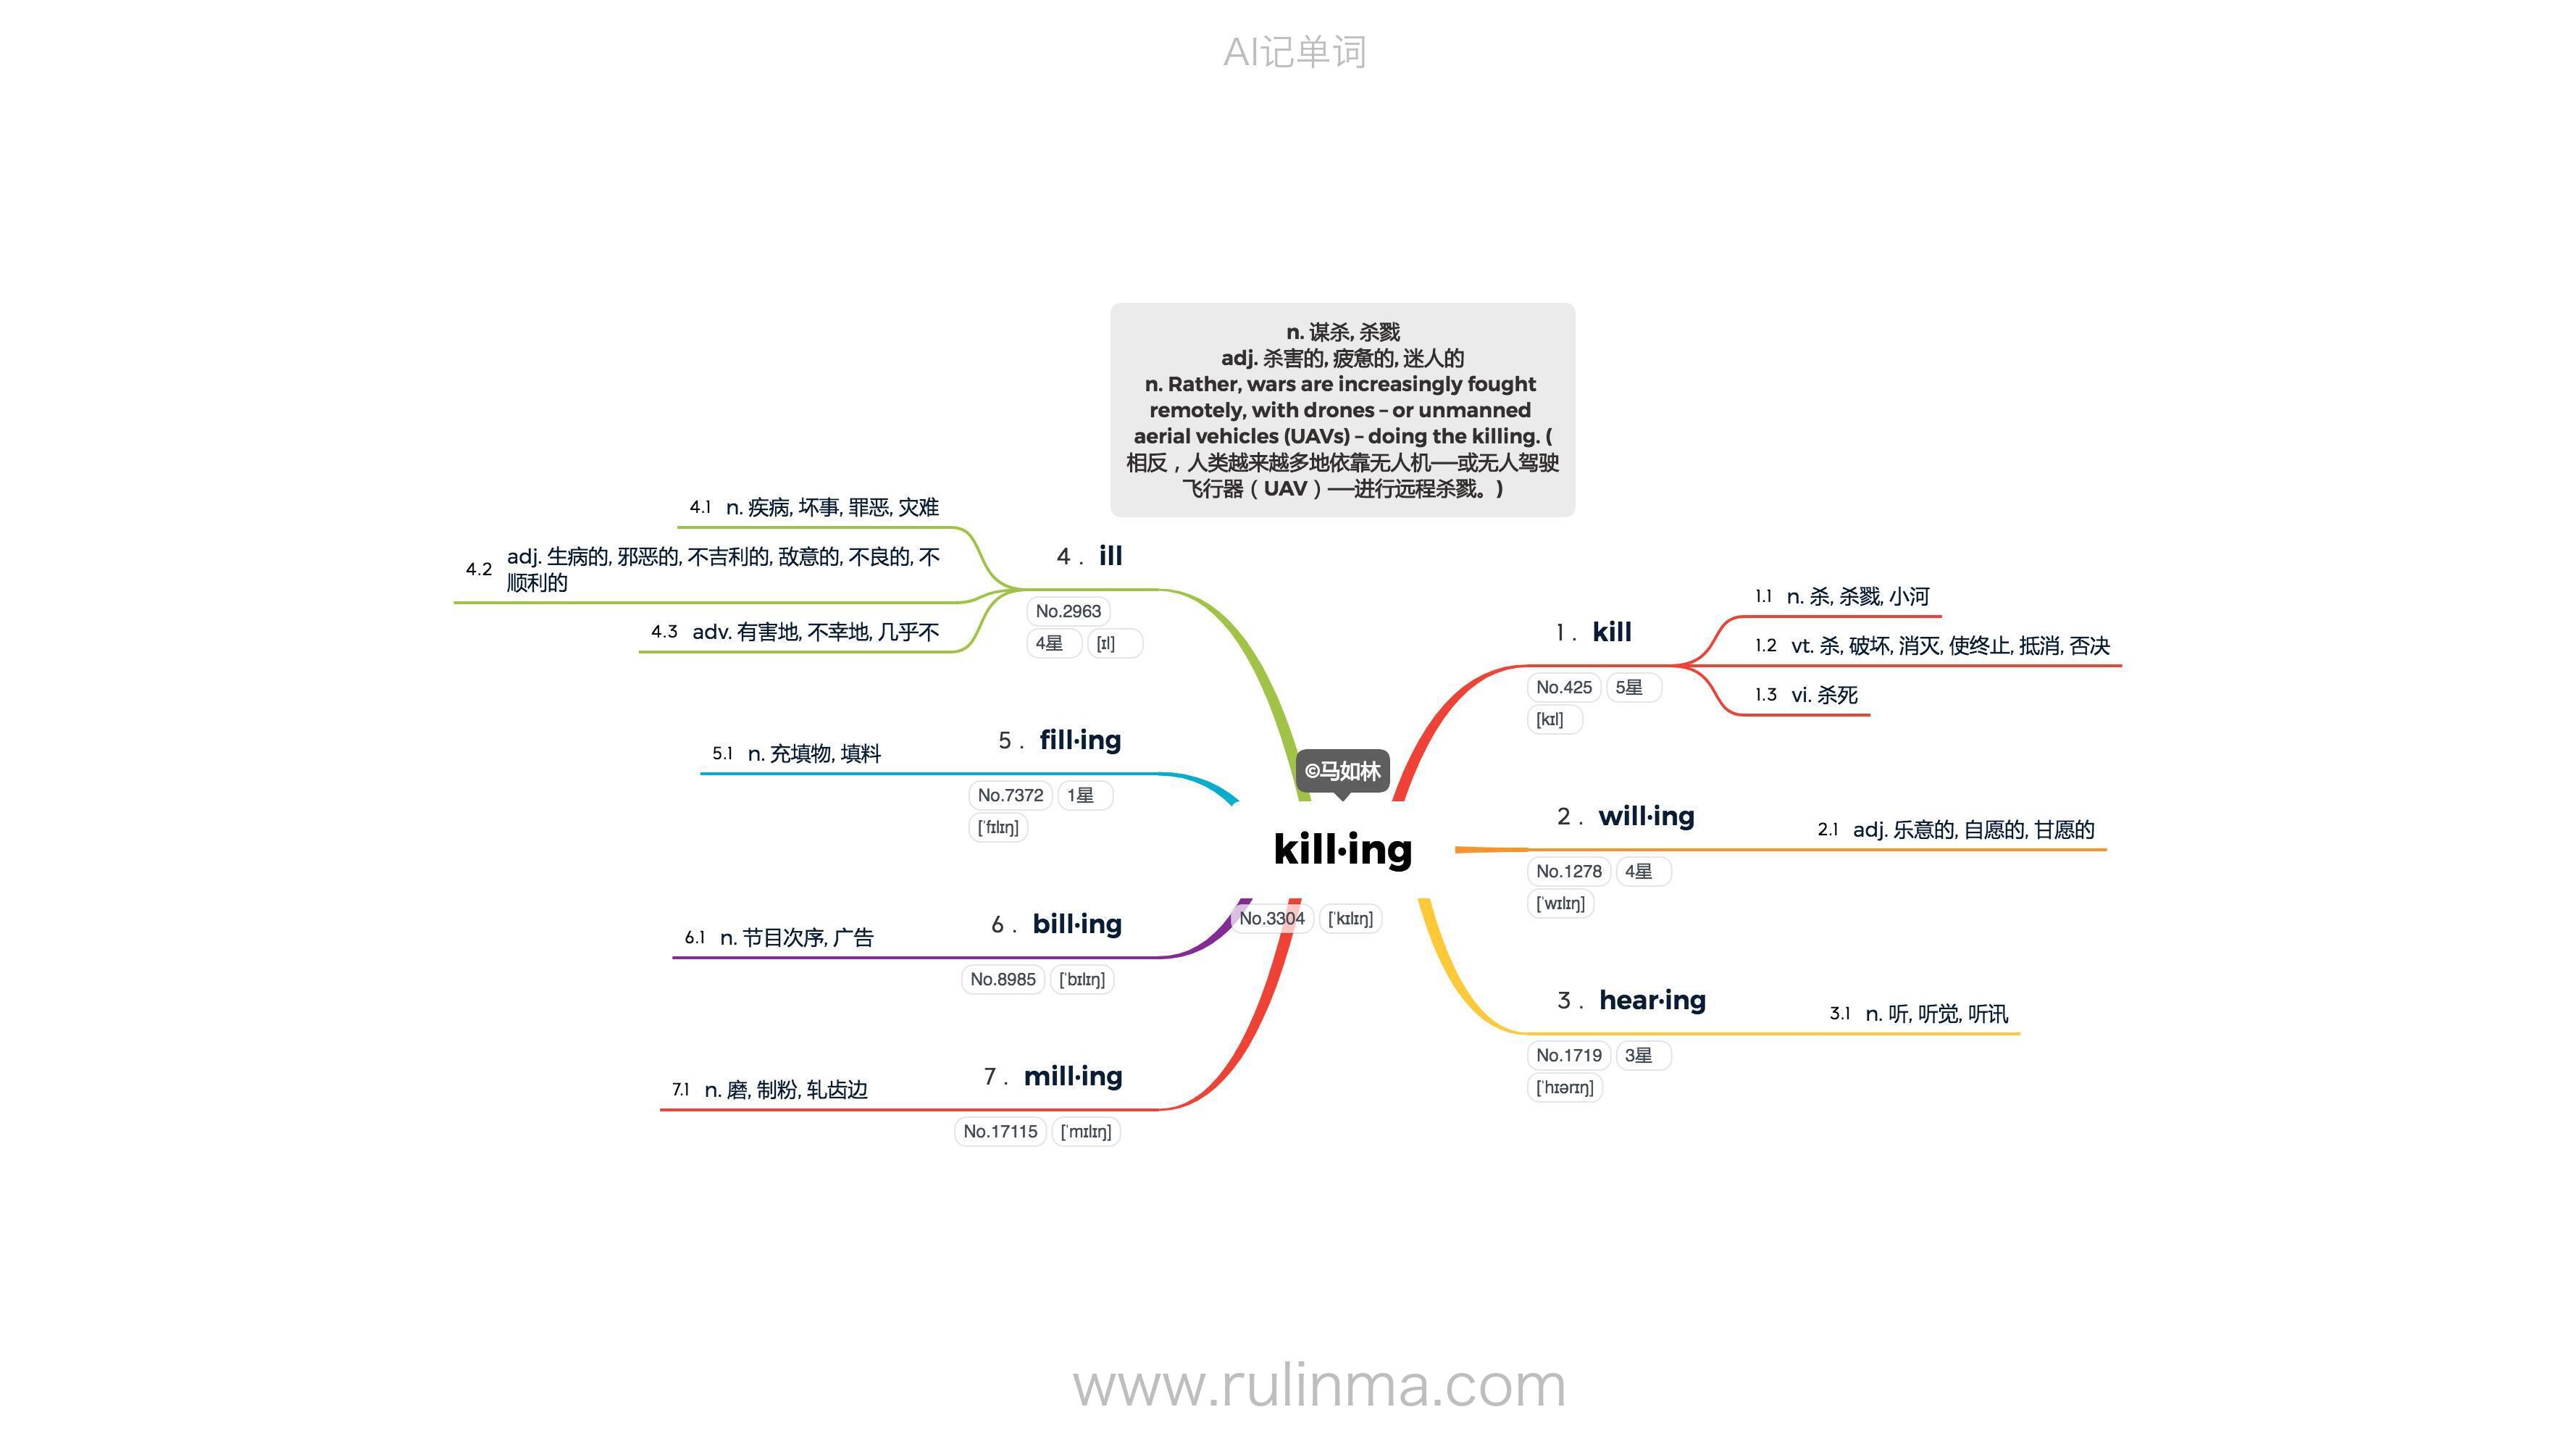 AI记单词
n. 谋杀, 杀戮
adj. 杀害的, 疲惫的, 迷人的
n. Rather, wars are increasingly fought
remotely, with drones – or unmanned
aerial vehicles (UAVs) – doing the killing. (
相反，人类越来越多地依靠无人机——或无人驾驶
飞行器（UAV）——进行远程杀戮。)
©马如林
kill·ing
No.3304 [ˈkɪlɪŋ]
1. kill
No.425 5星
[kɪl]
1.1 n. 杀, 杀戮, 小河
1.2 vt. 杀, 破坏, 消灭, 使终止, 抵消, 否决
1.3 vi. 杀死
2. will·ing
No.1278 4星
[ˈwɪlɪŋ]
2.1 adj. 乐意的, 自愿的, 甘愿的
3. hear·ing
No.1719 3星
[ˈhɪərɪŋ]
3.1 n. 听, 听觉, 听讯
4. ill
No.2963
4星 [ɪl]
4.1 n. 疾病, 坏事, 罪恶, 灾难
4.2 adj. 生病的, 邪恶的, 不吉利的, 敌意的, 不良的, 不
顺利的
4.3 adv. 有害地, 不幸地, 几乎不
5. fill·ing
No.7372 1星
[ˈfɪlɪŋ]
5.1 n. 充填物, 填料
6. bill·ing
No.8985 [ˈbɪlɪŋ]
6.1 n. 节目次序, 广告
7. mill·ing
No.17115 [ˈmɪlɪŋ]
7.1 n. 磨, 制粉, 轧齿边
www.rulinma.com